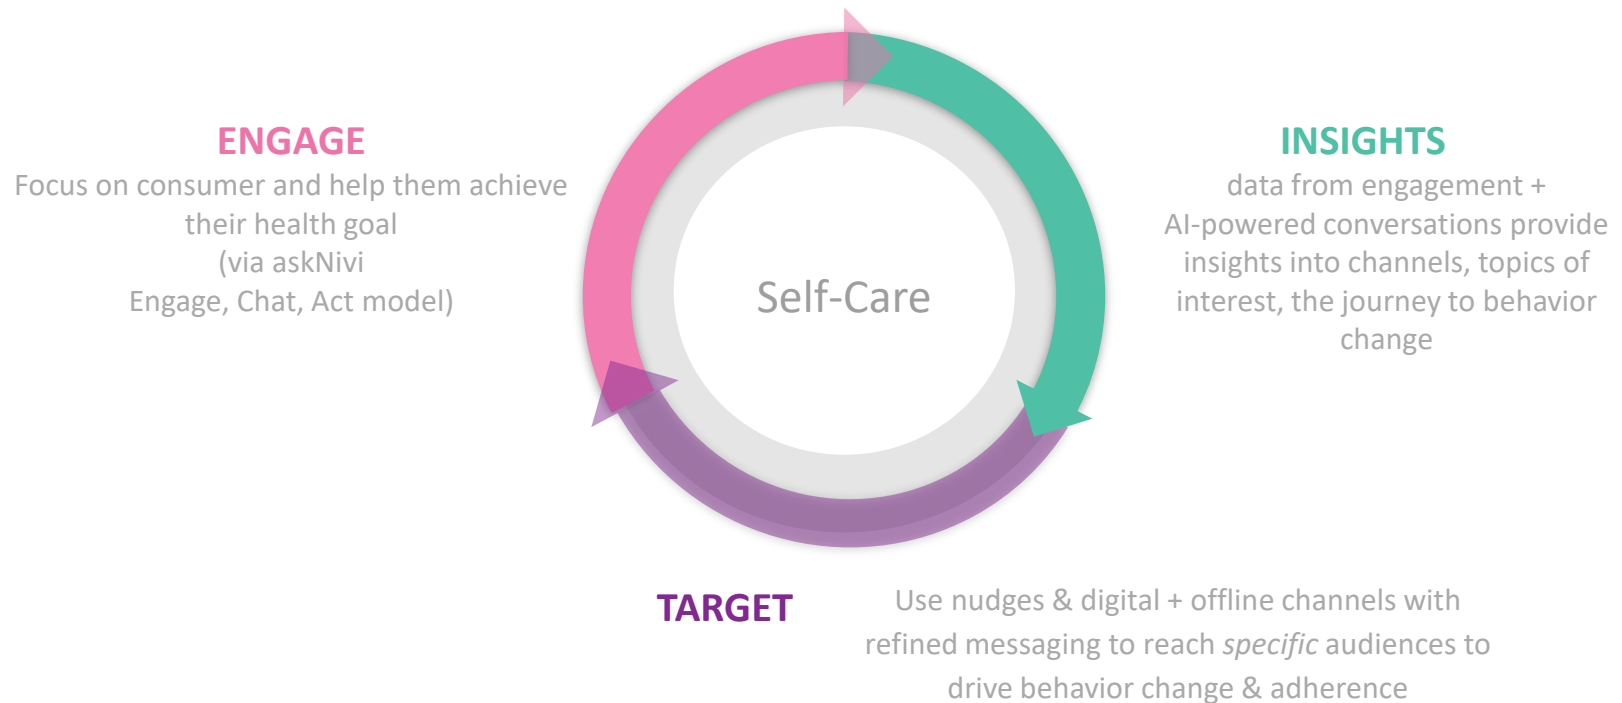 ENGAGE
Focus on consumer and help them achieve
their health goal
(via askNivi
Engage, Chat, Act model)
Self-Care
INSIGHTS
data from engagement +
AI-powered conversations provide
insights into channels, topics of
interest, the journey to behavior
change
TARGET
Use nudges & digital + offline channels with
refined messaging to reach specific audiences to
drive behavior change & adherence